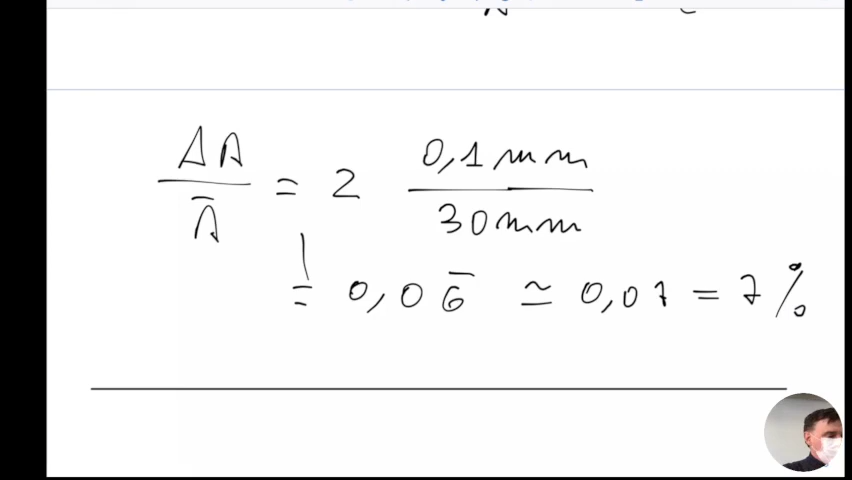 ΔA / Ā = 2 0,1 mm / 30 mm
= 0,06̅ ≃ 0,07 = 7 %